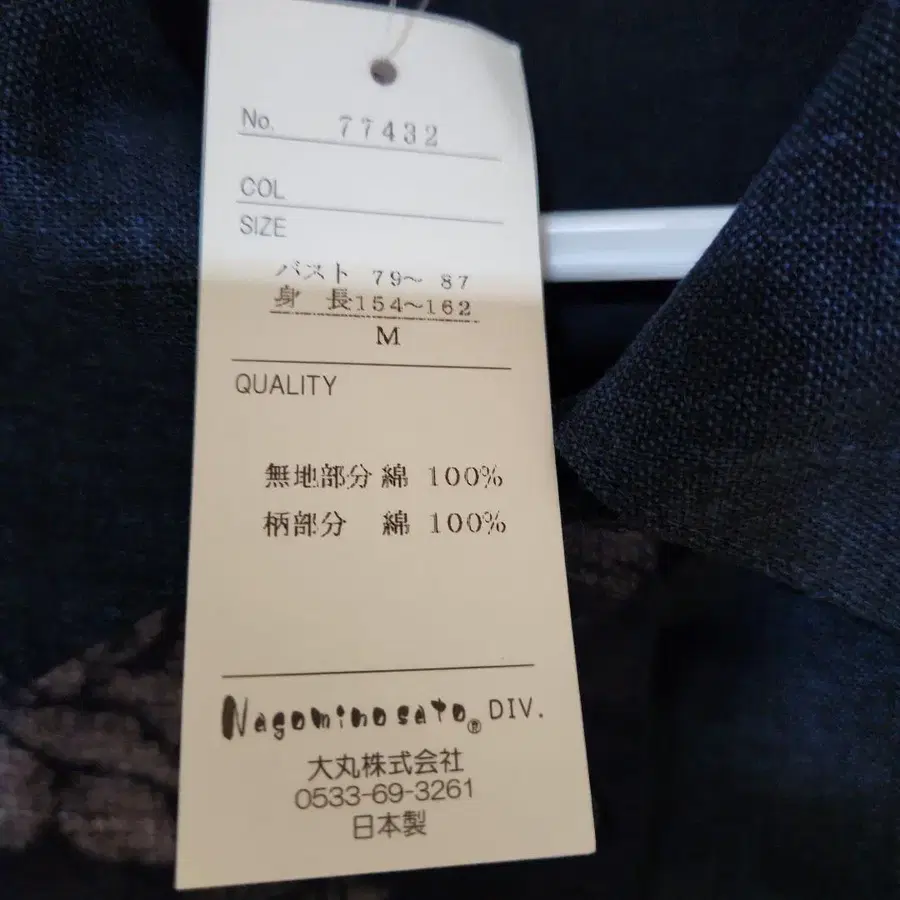 No. 77432
COL
SIZE
バスト 79～ 87
身 長154～162
M
QUALITY
無地部分 綿 100%
柄部分 綿 100%
Nagominosato® DIV.
大丸株式会社
0533-69-3261
日本製